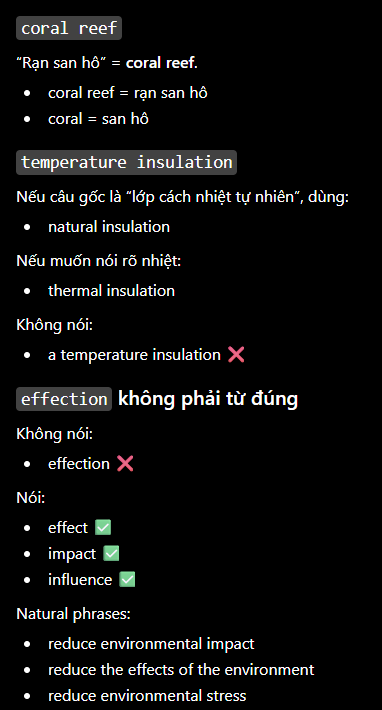 coral reef
“Rạn san hô” = coral reef.
coral reef = rạn san hô
coral = san hô
temperature insulation
Nếu câu gốc là “lớp cách nhiệt tự nhiên”, dùng:
natural insulation
Nếu muốn nói rõ nhiệt:
thermal insulation
Không nói:
a temperature insulation ❌
effection không phải từ đúng
Không nói:
effection ❌
Nói:
effect ✅
impact ✅
influence ✅
Natural phrases:
reduce environmental impact
reduce the effects of the environment
reduce environmental stress